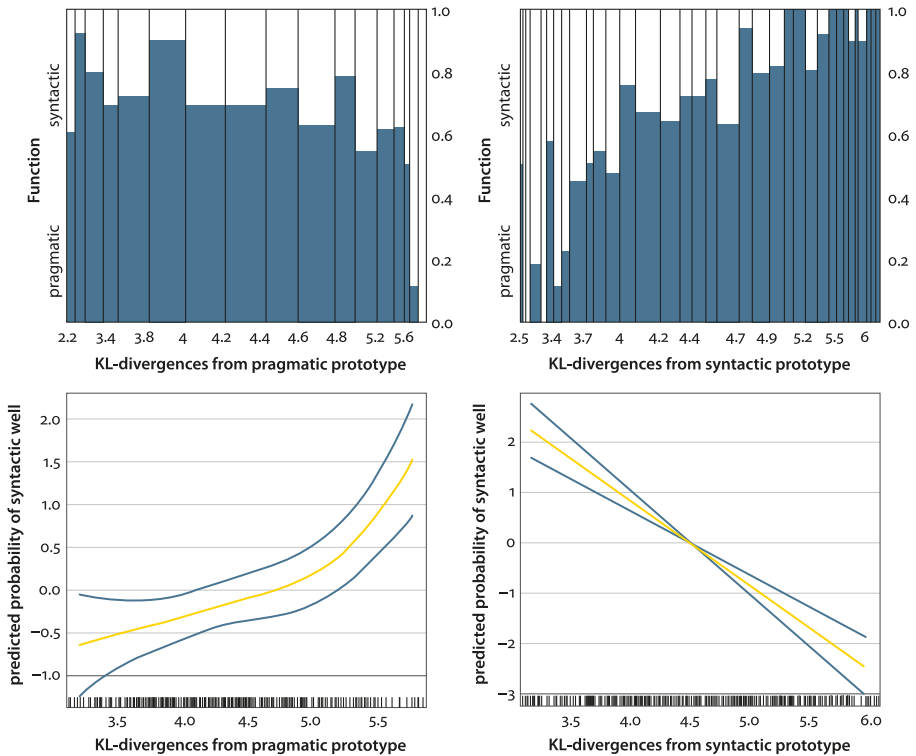 Function
pragmatic syntactic
0.0 0.2 0.4 0.6 0.8 1.0
2.2 3.4 3.8 4 4.2 4.4 4.6 4.8 5.2 5.6
KL-divergences from pragmatic prototype
Function
pragmatic syntactic
0.0 0.2 0.4 0.6 0.8 1.0
2.5 3.4 3.7 4 4.2 4.4 4.7 4.9 5.2 5.5 6
KL-divergences from syntactic prototype
predicted probability of syntactic well
2.0
1.5
1.0
0.5
0.0
−0.5
−1.0
3.5 4.0 4.5 5.0 5.5
KL-divergences from pragmatic prototype
predicted probability of syntactic well
2
1
0
−1
−2
−3
3.5 4.0 4.5 5.0 5.5 6.0
KL-divergences from syntactic prototype